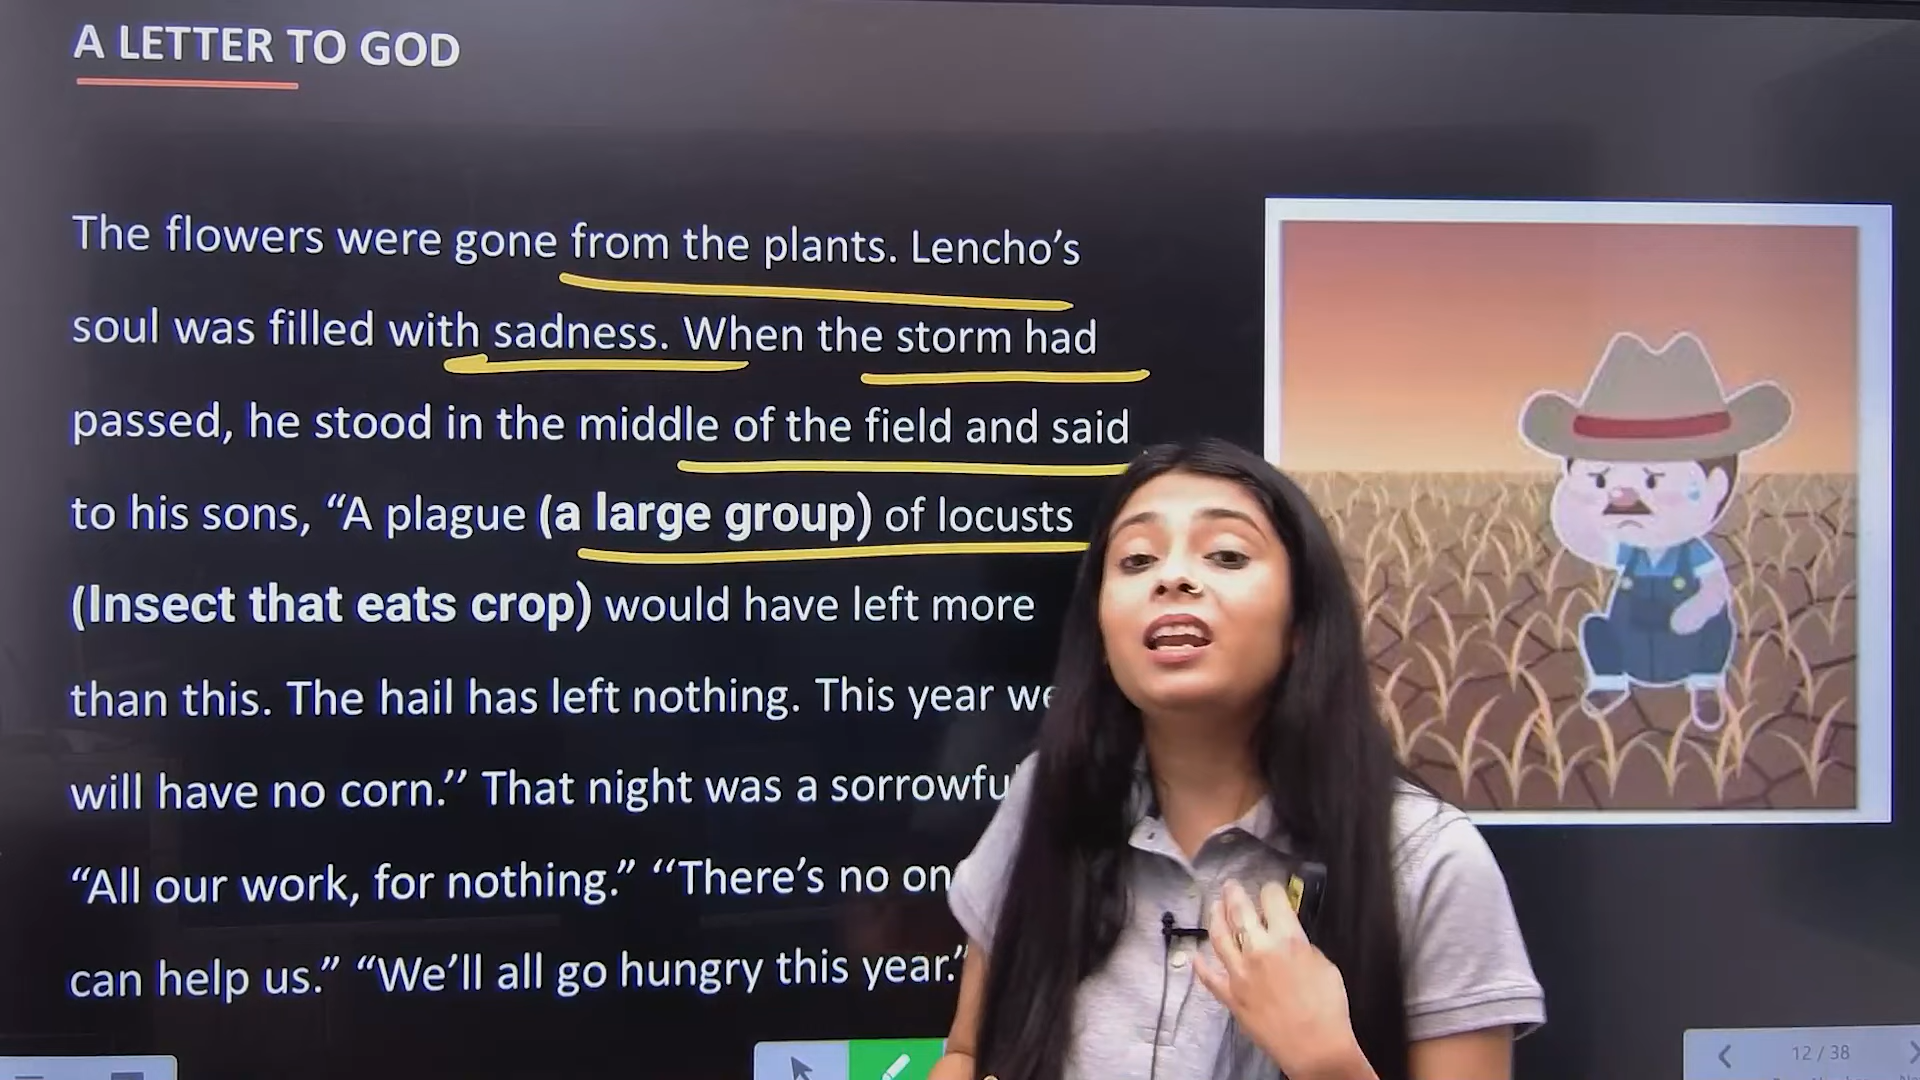 A LETTER TO GOD
The flowers were gone from the plants. Lencho’s
soul was filled with sadness. When the storm had
passed, he stood in the middle of the field and said
to his sons, “A plague (a large group) of locusts
(Insect that eats crop) would have left more
than this. The hail has left nothing. This year we
will have no corn.’’ That night was a
“All our work, for nothing.” ‘‘There’s no
can help us.” “We’ll all go hungry this year.”
12 / 38